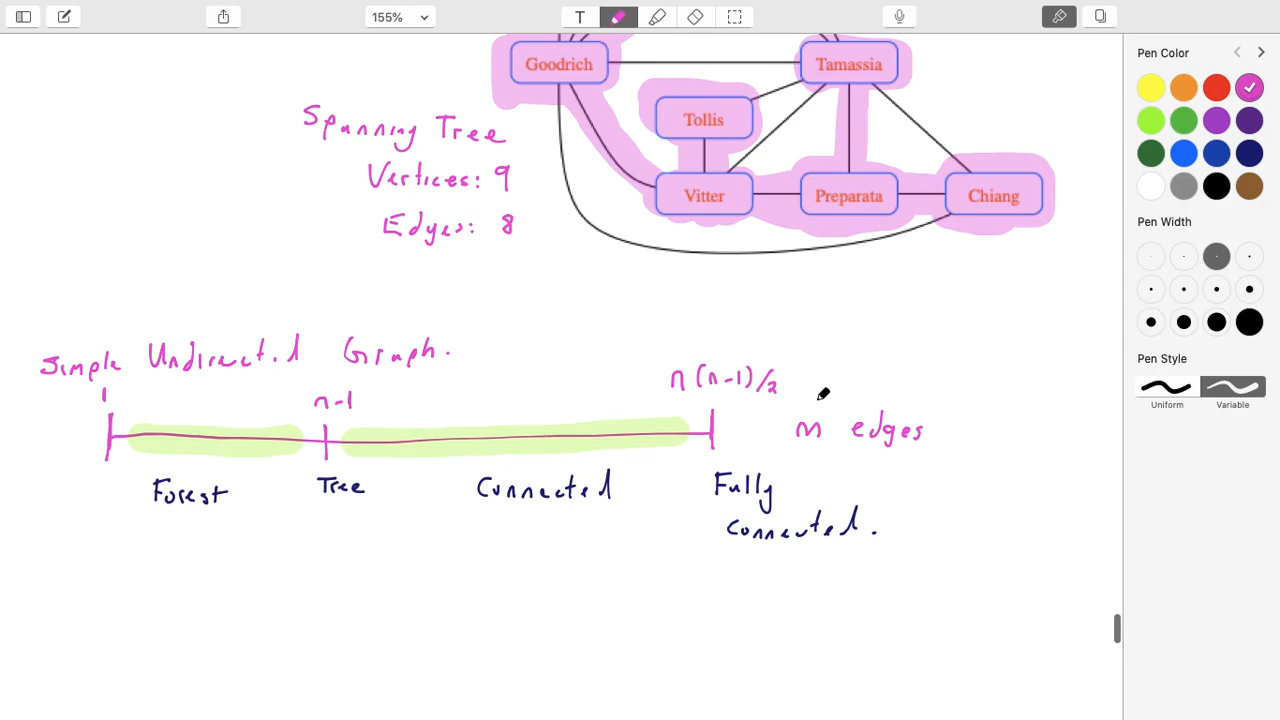 155%
T
Goodrich
Tamassia
Tollis
Spanning Tree
Vertices: 9
Vitter
Preparata
Chiang
Edges: 8
Simple Undirected Graph.
1
n-1
n(n-1)/2
m edges
Forest
Tree
Connected
Fully
connected.
Pen Color
Pen Width
Pen Style
Uniform
Variable